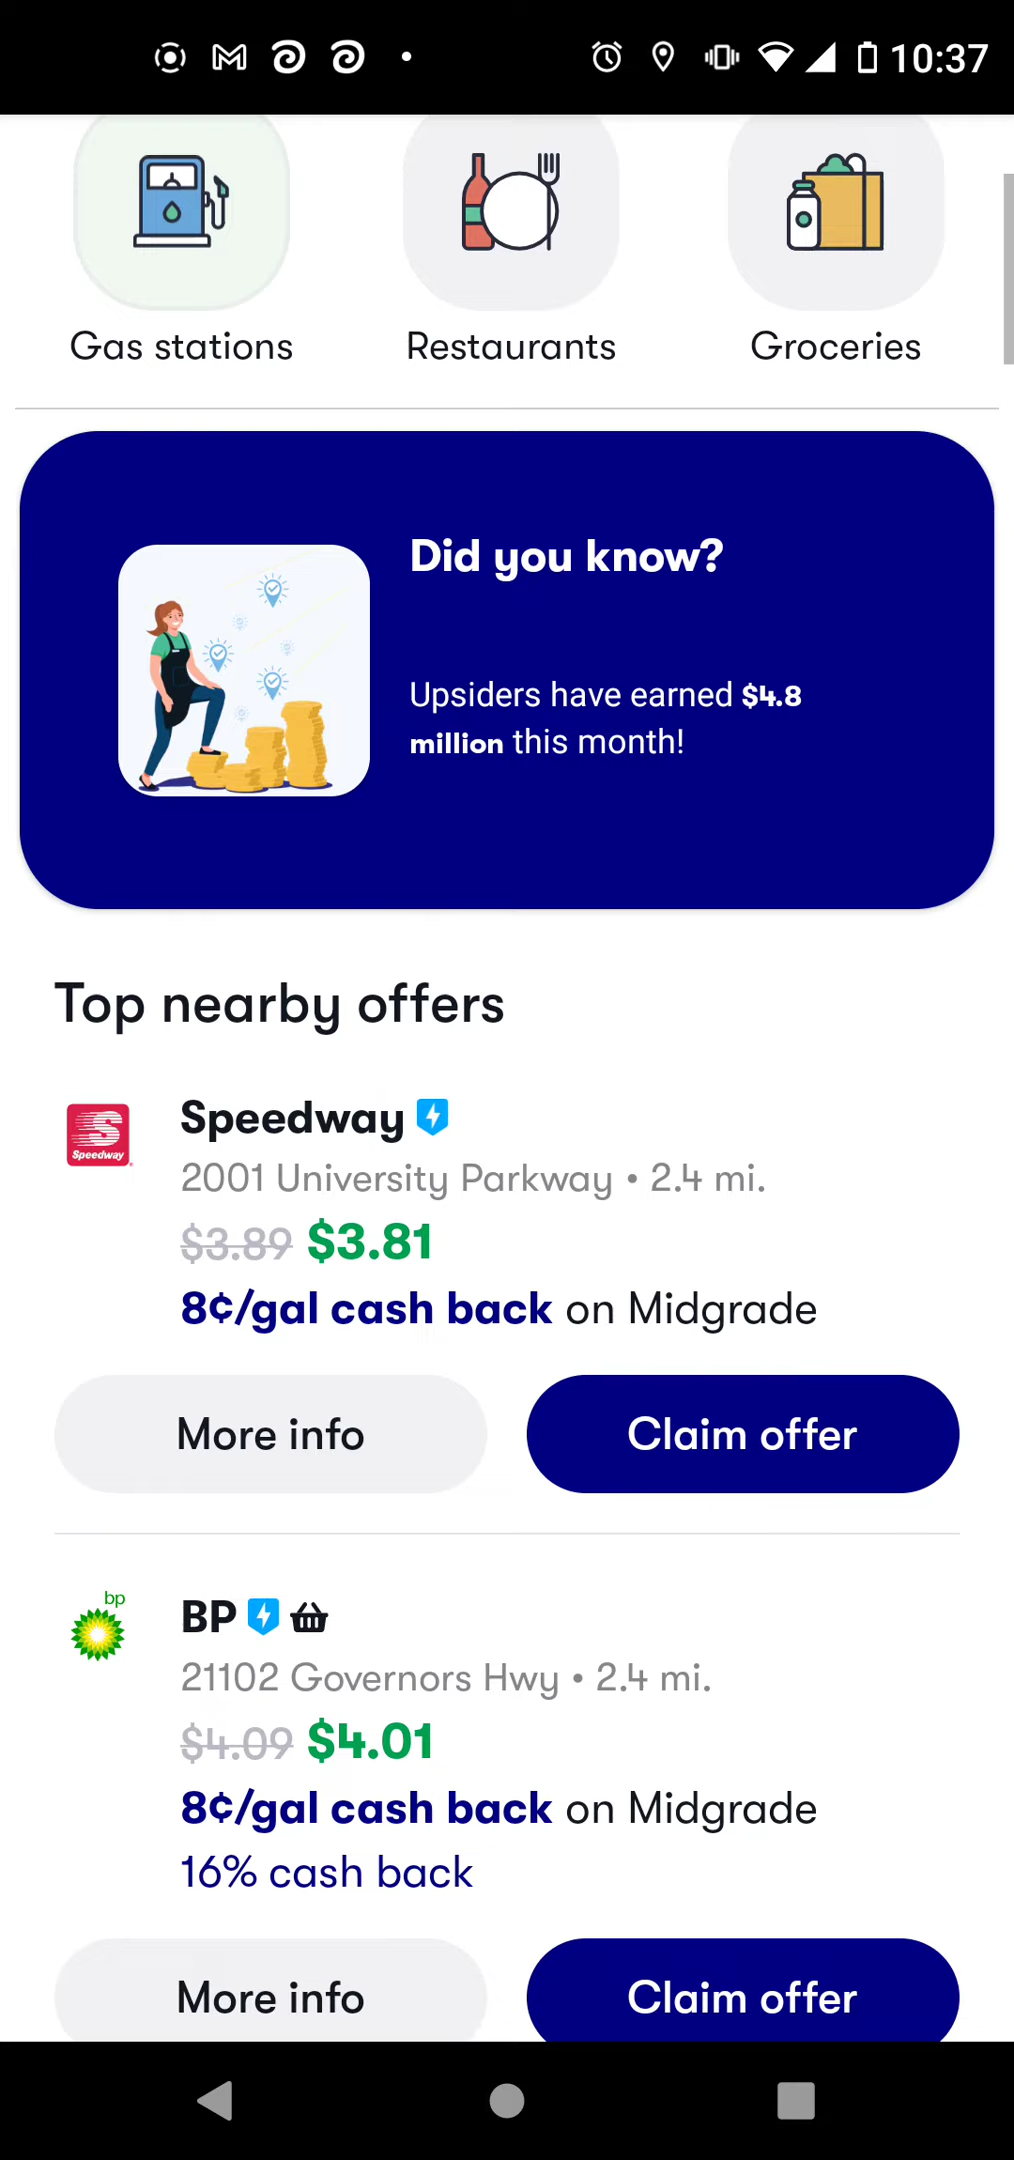 10:37
Gas stations
Restaurants
Groceries
Did you know?
Upsiders have earned $4.8
million this month!
Top nearby offers
Speedway
Speedway
2001 University Parkway • 2.4 mi.
$3.89 $3.81
8¢/gal cash back on Midgrade
More info
Claim offer
bp
BP
21102 Governors Hwy • 2.4 mi.
$4.09 $4.01
8¢/gal cash back on Midgrade
16% cash back
More info
Claim offer